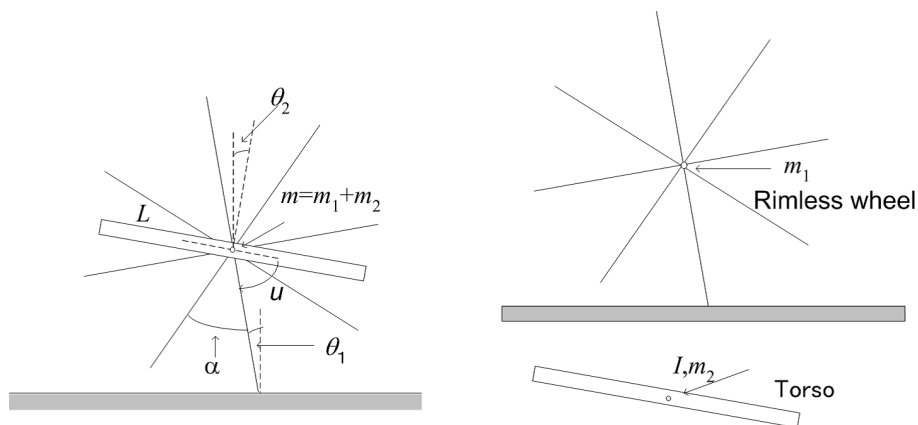 θ2
L
m=m1+m2
u
θ1
α
m1
Rimless wheel
I,m2
Torso